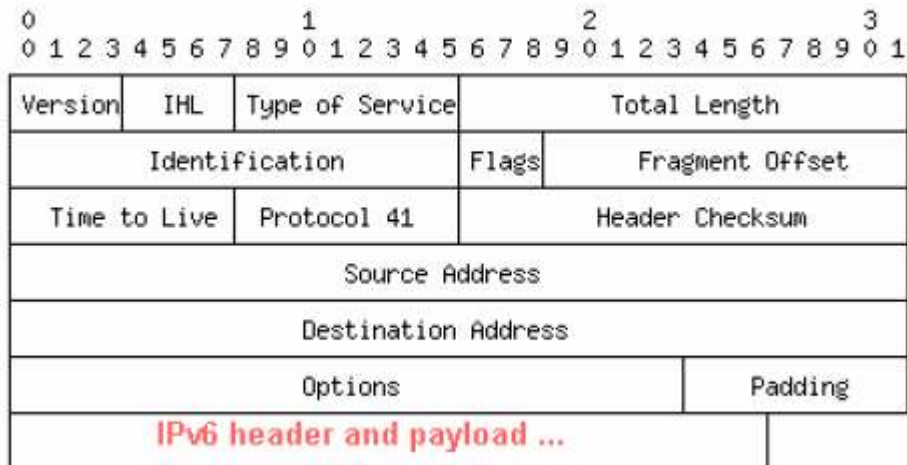 0 1 2 3
0 1 2 3 4 5 6 7 8 9 0 1 2 3 4 5 6 7 8 9 0 1 2 3 4 5 6 7 8 9 0 1
Version IHL Type of Service Total Length
Identification Flags Fragment Offset
Time to Live Protocol 41 Header Checksum
Source Address
Destination Address
Options Padding
IPv6 header and payload ...